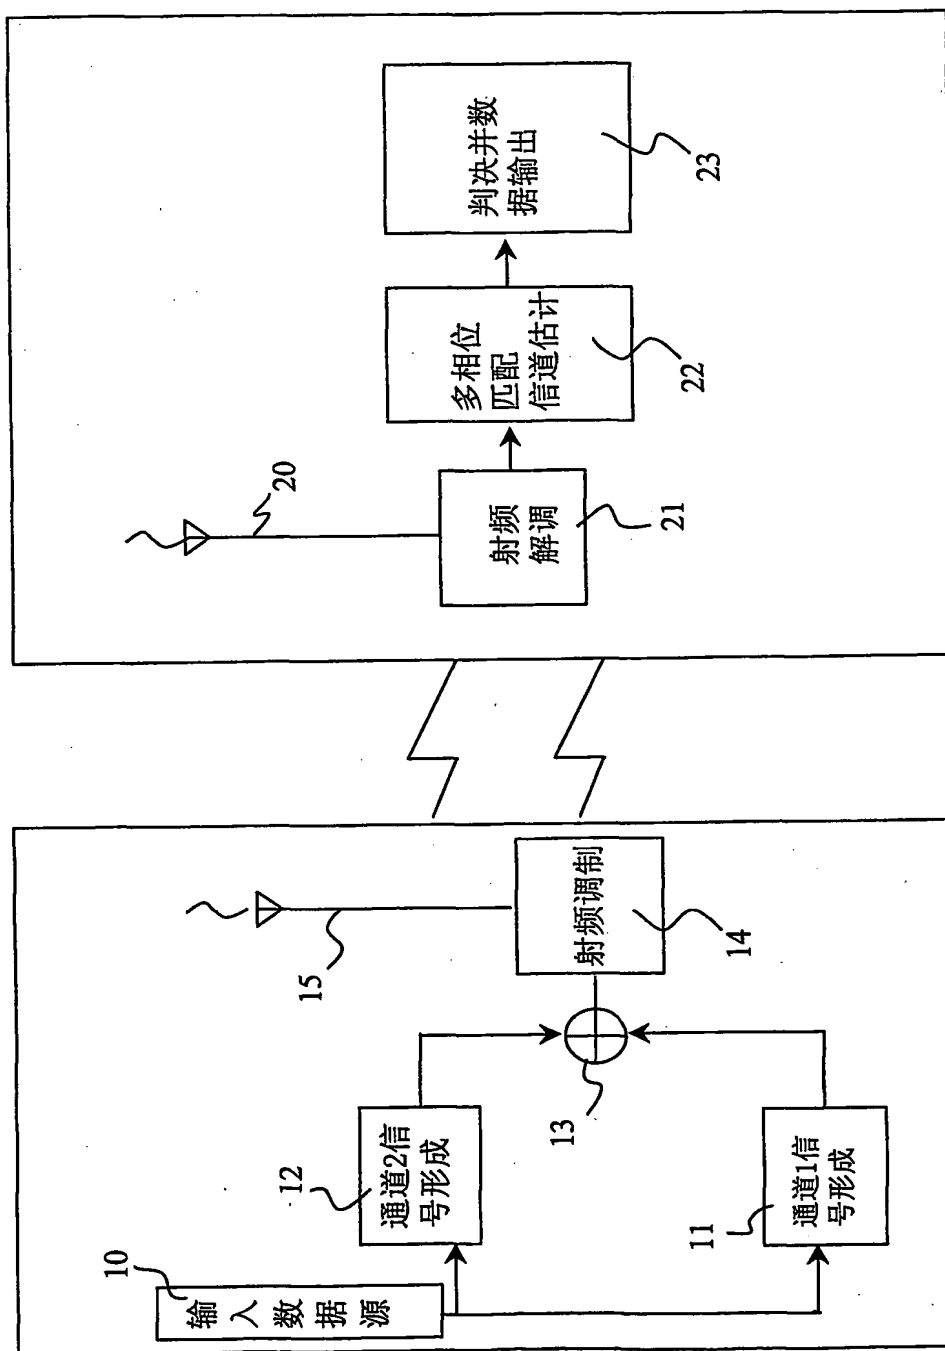 10
输入数据源
12
通道2信
号形成
11
通道1信
号形成
13
15
射频调制
14
20
射频
解调
21
多相位
匹配
信道估计
22
判决并数
据输出
23